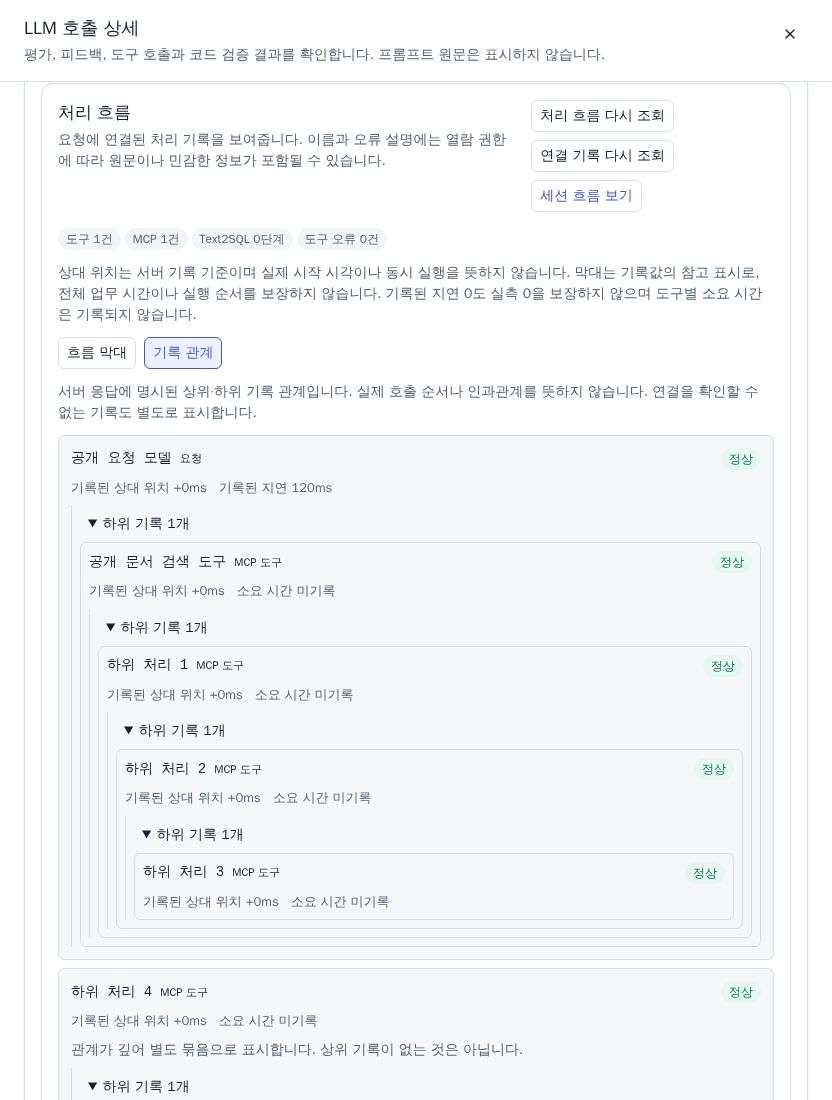 LLM 호출 상세
평가, 피드백, 도구 호출과 코드 검증 결과를 확인합니다. 프롬프트 원문은 표시하지 않습니다.
×
처리 흐름
요청에 연결된 처리 기록을 보여줍니다. 이름과 오류 설명에는 열람 권한
에 따라 원문이나 민감한 정보가 포함될 수 있습니다.
처리 흐름 다시 조회
연결 기록 다시 조회
세션 흐름 보기
도구 1건 MCP 1건 Text2SQL 0단계 도구 오류 0건
상대 위치는 서버 기록 기준이며 실제 시작 시각이나 동시 실행을 뜻하지 않습니다. 막대는 기록값의 참고 표시로,
전체 업무 시간이나 실행 순서를 보장하지 않습니다. 기록된 지연 0도 실측 0을 보장하지 않으며 도구별 소요 시간
은 기록되지 않습니다.
흐름 막대 기록 관계
서버 응답에 명시된 상위·하위 기록 관계입니다. 실제 호출 순서나 인과관계를 뜻하지 않습니다. 연결을 확인할 수
없는 기록도 별도로 표시합니다.
공개 요청 모델 요청 정상
기록된 상대 위치 +0ms 기록된 지연 120ms
▼ 하위 기록 1개
공개 문서 검색 도구 MCP 도구 정상
기록된 상대 위치 +0ms 소요 시간 미기록
▼ 하위 기록 1개
하위 처리 1 MCP 도구 정상
기록된 상대 위치 +0ms 소요 시간 미기록
▼ 하위 기록 1개
하위 처리 2 MCP 도구 정상
기록된 상대 위치 +0ms 소요 시간 미기록
▼ 하위 기록 1개
하위 처리 3 MCP 도구 정상
기록된 상대 위치 +0ms 소요 시간 미기록
하위 처리 4 MCP 도구 정상
기록된 상대 위치 +0ms 소요 시간 미기록
관계가 깊어 별도 묶음으로 표시합니다. 상위 기록이 없는 것은 아닙니다.
▼ 하위 기록 1개